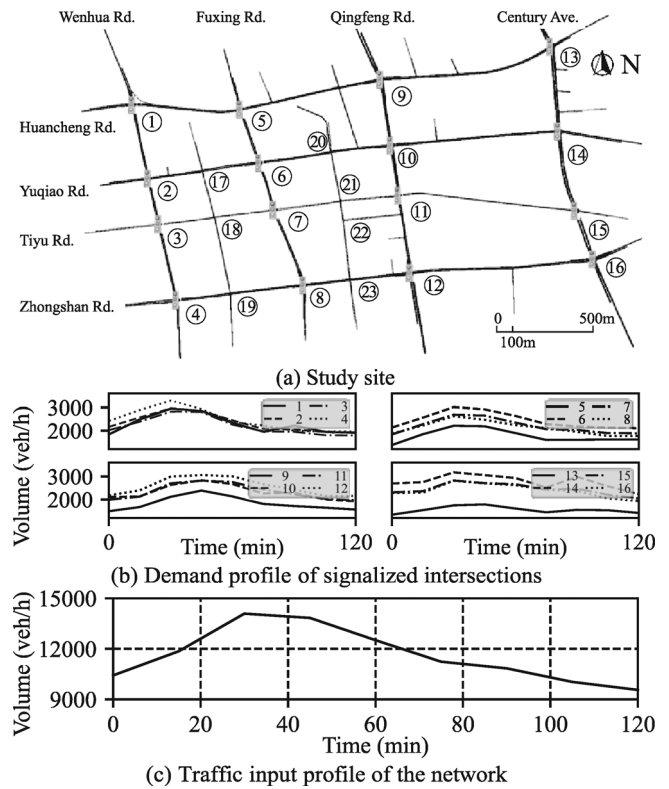 Wenhua Rd. Fuxing Rd. Qingfeng Rd. Century Ave.
13
N
1 5 9
Huancheng Rd.
20 10
14
6
Yuqiao Rd. 2 17 21
7 11
3
Tiyu Rd. 18 22 15
16
Zhongshan Rd. 4 19 8 23 12
0 500m
100m
(a) Study site
3000
2000
1 3
2 4
5 7
6 8
3000
2000
9 11
10 12
13 15
14 16
Volume (veh/h)
0 120 0 120
Time (min) Time (min)
(b) Demand profile of signalized intersections
15000
12000
9000
Volume (veh/h)
0 20 40 60 80 100 120
Time (min)
(c) Traffic input profile of the network